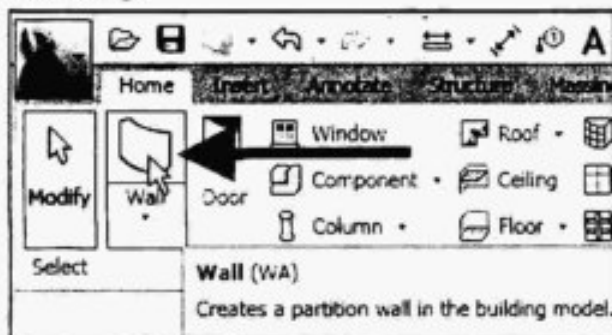 A
Home Insert Annotate Structure Massin
Modify Wall Door Window Roof
Component Ceiling
Column Floor
Select
Wall (WA)
Creates a partition wall in the building model.